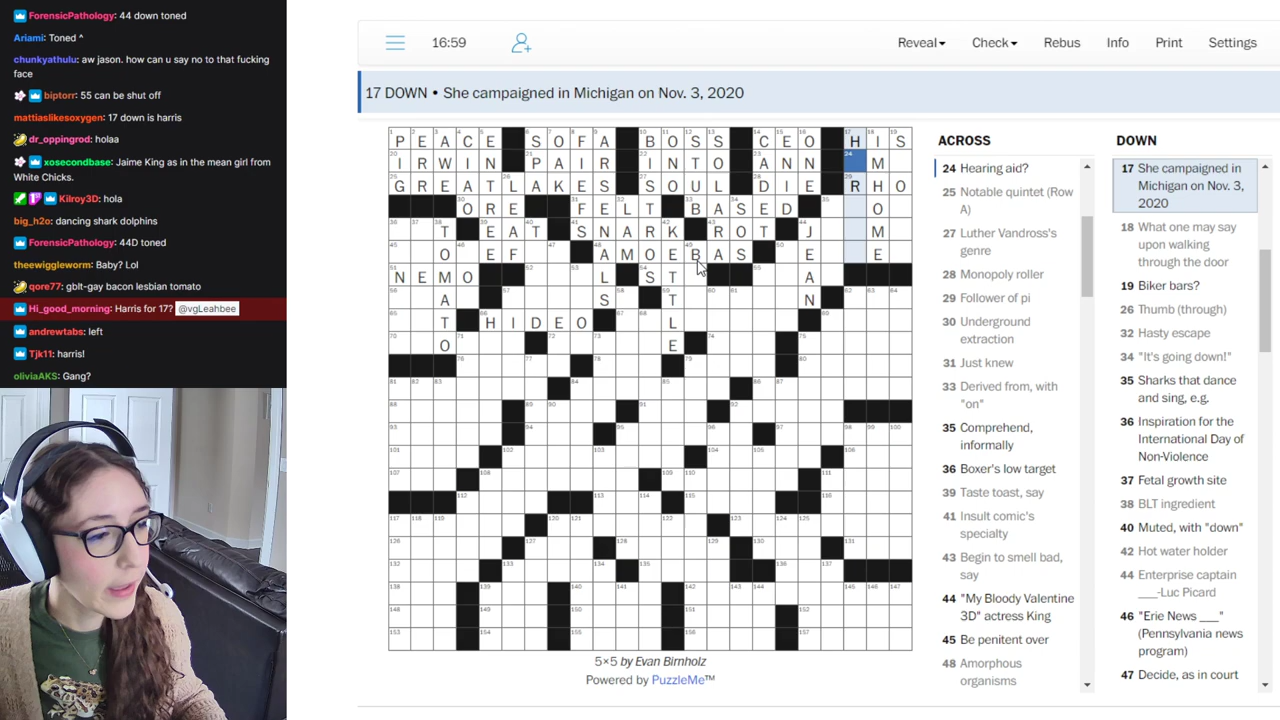 ForensicPathology: 44 down toned
Ariami: Toned ^
chunkyathulu: aw jason. how can u say no to that fucking
face
biptorr: 55 can be shut off
mattiaslikesoxygen: 17 down is harris
dr_oppingrod: holaa
xosecondbase: Jaime King as in the mean girl from
White Chicks.
Kilroy3D: hola
big_h2o: dancing shark dolphins
ForensicPathology: 44D toned
theewiggleworm: Baby? Lol
qore77: gblt-gay bacon lesbian tomato
Hi_good_morning: Harris for 17? @vgLeahbee
andrewtabs: left
Tjk11: harris!
oliviaAKS: Gang?
16:59
Reveal
Check
Rebus
Info
Print
Settings
17 DOWN • She campaigned in Michigan on Nov. 3, 2020
P E A C E S O F A B O S S C E O H I S
I R W I N P A I R I N T O A N N M
G R E A T L A K E S S O U L D I E R H O
O R E F E L T B A S E D O
T E A T S N A R K R O T J M
O E F A M O E B A S E E
N E M O L S T A
A S T N
T H I D E O L
O E
5×5 by Evan Birnholz
Powered by PuzzleMe™
ACROSS
24 Hearing aid?
25 Notable quintet (Row
A)
27 Luther Vandross's
genre
28 Monopoly roller
29 Follower of pi
30 Underground
extraction
31 Just knew
33 Derived from, with
"on"
35 Comprehend,
informally
36 Boxer's low target
39 Taste toast, say
41 Insult comic's
specialty
43 Begin to smell bad,
say
44 "My Bloody Valentine
3D" actress King
45 Be penitent over
48 Amorphous
organisms
DOWN
17 She campaigned in
Michigan on Nov. 3,
2020
18 What one may say
upon walking
through the door
19 Biker bars?
26 Thumb (through)
32 Hasty escape
34 "It's going down!"
35 Sharks that dance
and sing, e.g.
36 Inspiration for the
International Day of
Non-Violence
37 Fetal growth site
38 BLT ingredient
40 Muted, with "down"
42 Hot water holder
44 Enterprise captain
___-Luc Picard
46 "Erie News ___"
(Pennsylvania news
program)
47 Decide, as in court